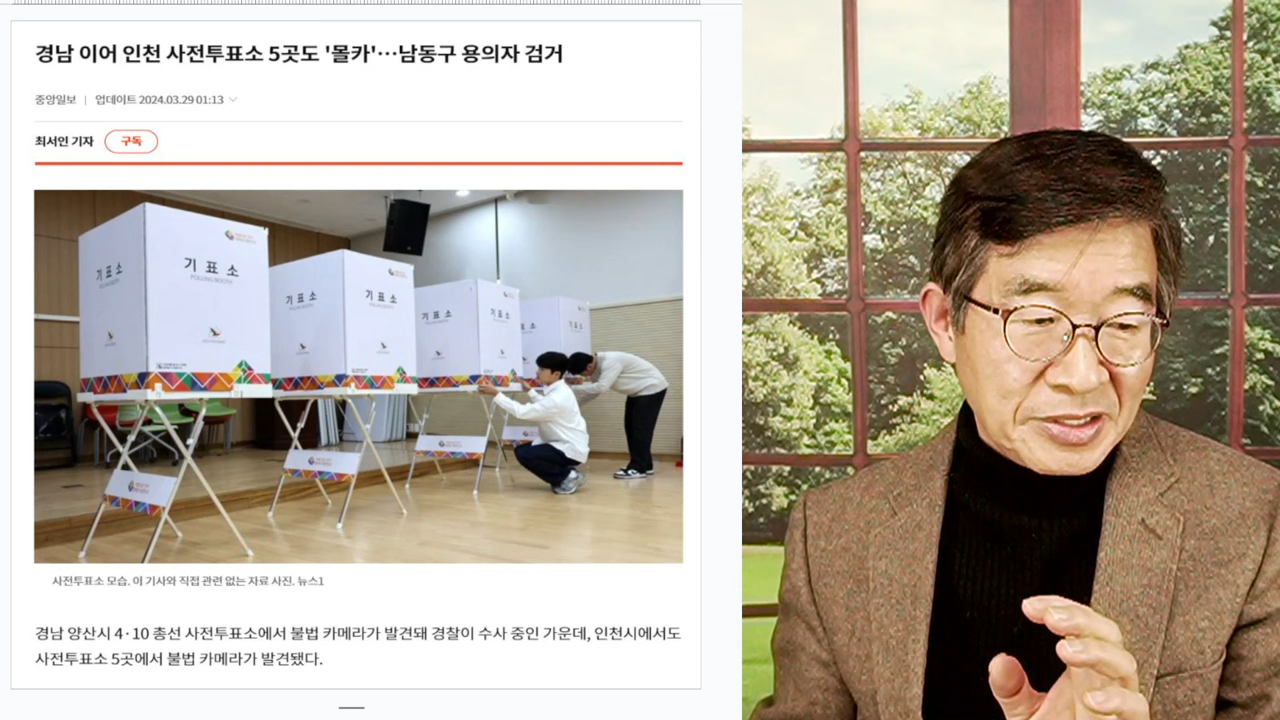 경남 이어 인천 사전투표소 5곳도 '몰카'…남동구 용의자 검거
중앙일보 | 업데이트 2024.03.29 01:13
최서인 기자 구독
기 표 소 기 표 소 기 표 소 기 표 소 기 표 소 기 표 소 표 소 기 표 소
POLLING BOOTH
사전투표소 모습. 이 기사와 직접 관련 없는 자료 사진. 뉴스1
경남 양산시 4·10 총선 사전투표소에서 불법 카메라가 발견돼 경찰이 수사 중인 가운데, 인천시에서도
사전투표소 5곳에서 불법 카메라가 발견됐다.